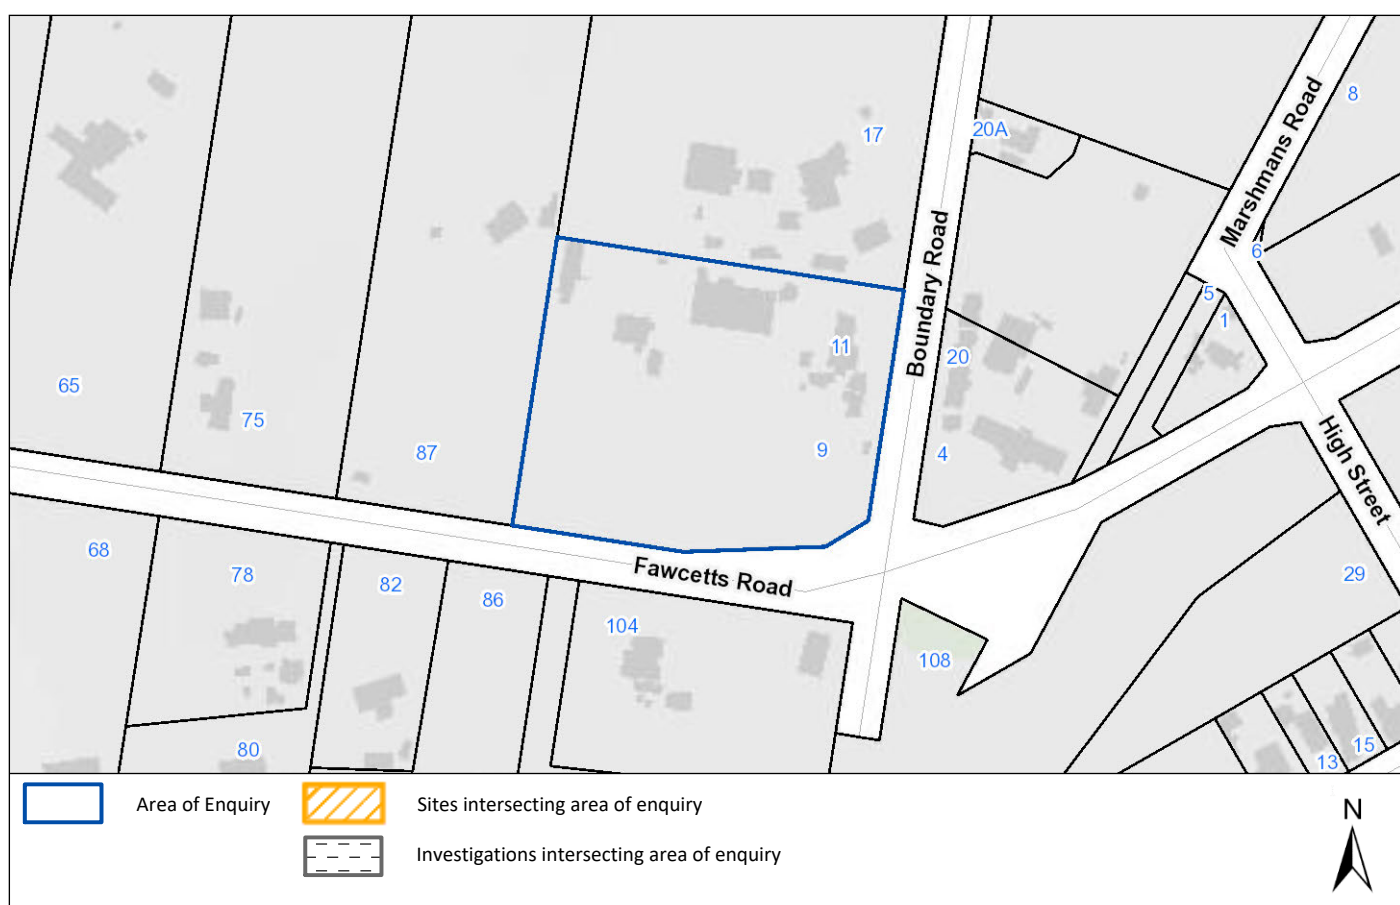 8
17
20A
Marshmans Road
Boundary Road
6
5
1
11
20
65
75
87
9
4
High Street
68
78
82
86
Fawcetts Road
29
104
108
80
15
13
Area of Enquiry
Sites intersecting area of enquiry
Investigations intersecting area of enquiry
N